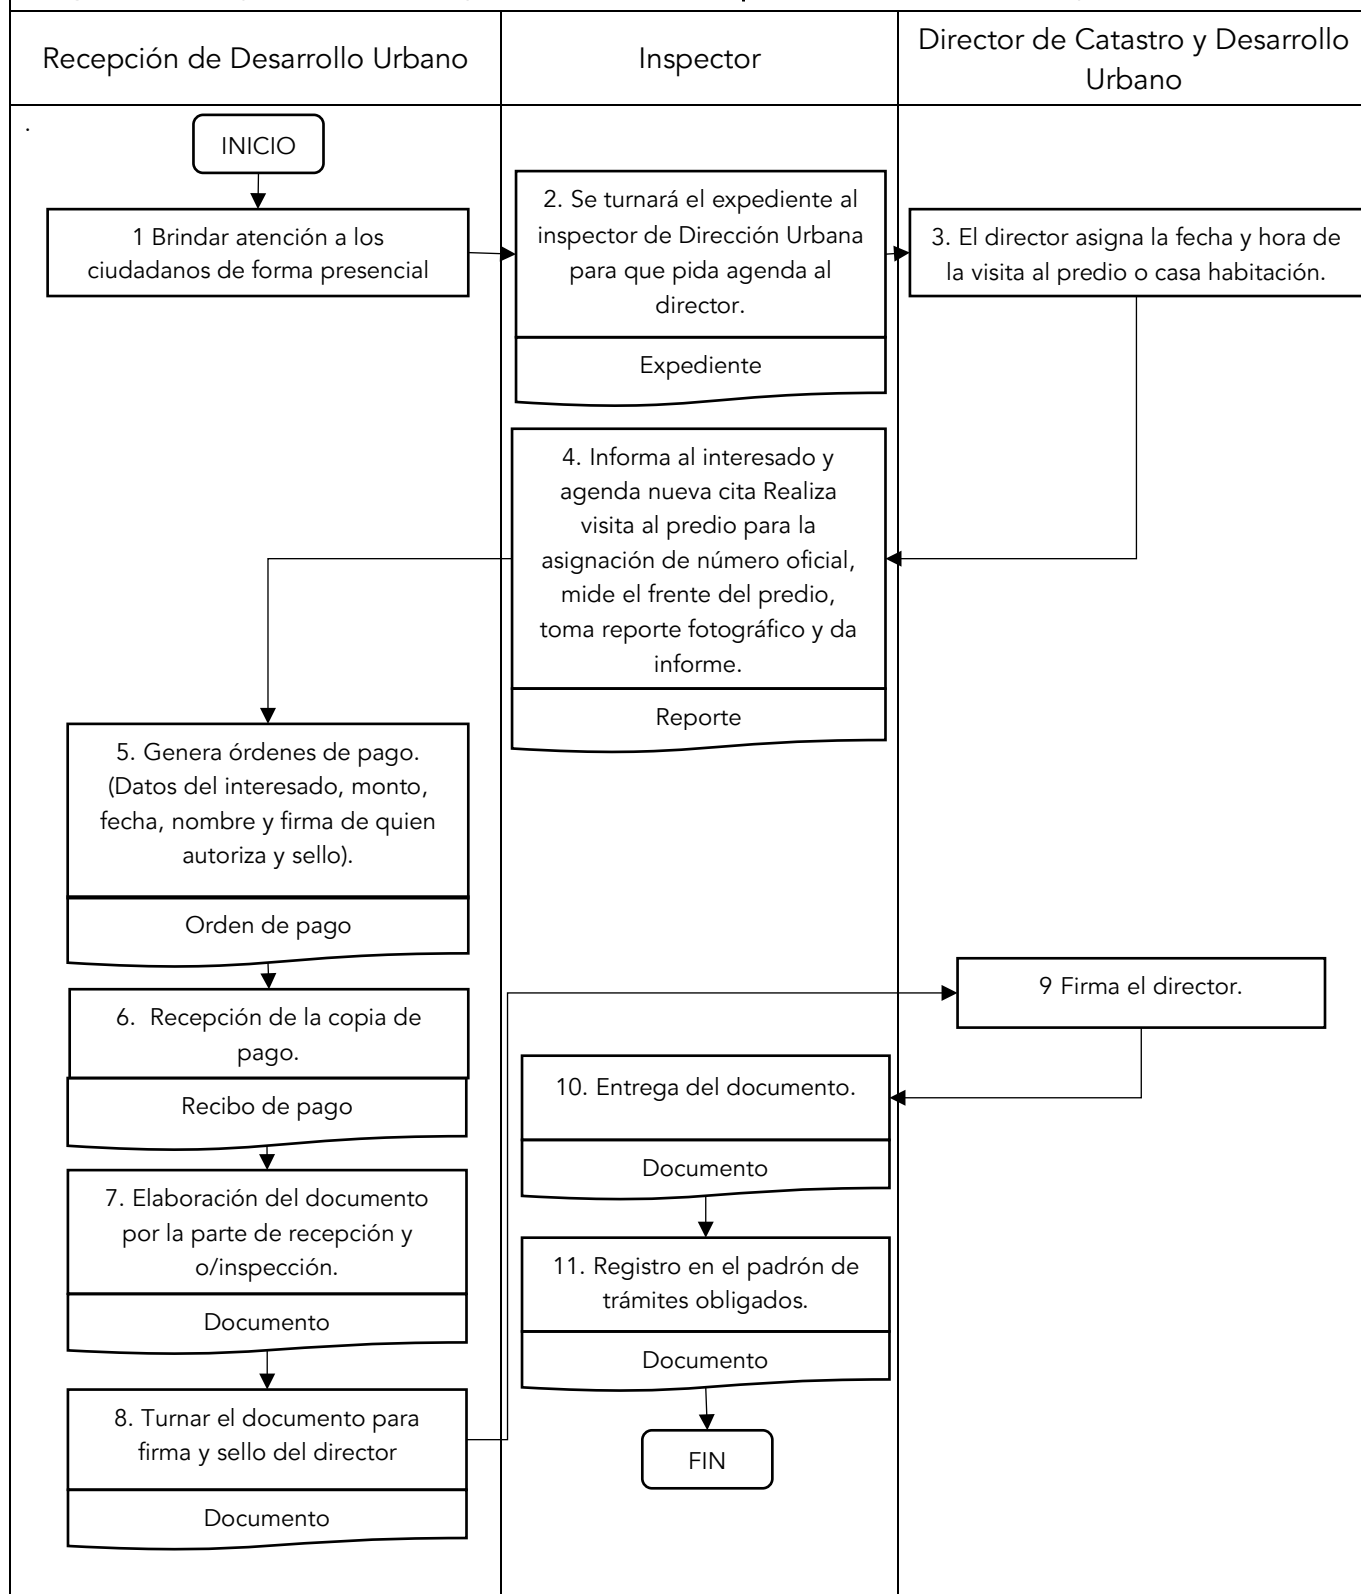 Recepción de Desarrollo Urbano
Inspector
Director de Catastro y Desarrollo
Urbano
.
INICIO
1 Brindar atención a los
ciudadanos de forma presencial
2. Se turnará el expediente al
inspector de Dirección Urbana
para que pida agenda al
director.
Expediente
3. El director asigna la fecha y hora de
la visita al predio o casa habitación.
4. Informa al interesado y
agenda nueva cita Realiza
visita al predio para la
asignación de número oficial,
mide el frente del predio,
toma reporte fotográfico y da
informe.
Reporte
5. Genera órdenes de pago.
(Datos del interesado, monto,
fecha, nombre y firma de quien
autoriza y sello).
Orden de pago
6. Recepción de la copia de
pago.
Recibo de pago
7. Elaboración del documento
por la parte de recepción y
o/inspección.
Documento
8. Turnar el documento para
firma y sello del director
Documento
9 Firma el director.
10. Entrega del documento.
Documento
11. Registro en el padrón de
trámites obligados.
Documento
FIN